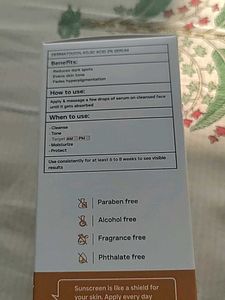 DERMATOUCH KOJIC ACID 2% SERUM
Benefits:
- Reduces dark spots
- Evens skin tone
- Fades hyperpigmentation
How to use:
Apply & massage a few drops of serum on cleansed face
until it gets absorbed
When to use:
- Cleanse
- Tone
- Target AM PM
- Moisturize
- Protect
Use consistently for at least 6 to 8 weeks to see visible
results
Paraben free
Alcohol free
Fragrance free
Phthalate free
Sunscreen is like a shield for
your skin. Apply every day